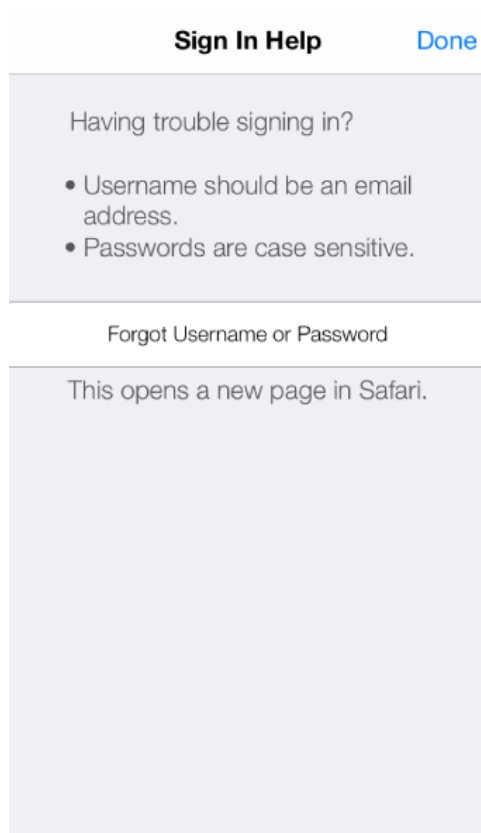 Sign In Help Done
Having trouble signing in?
• Username should be an email
address.
• Passwords are case sensitive.
Forgot Username or Password
This opens a new page in Safari.